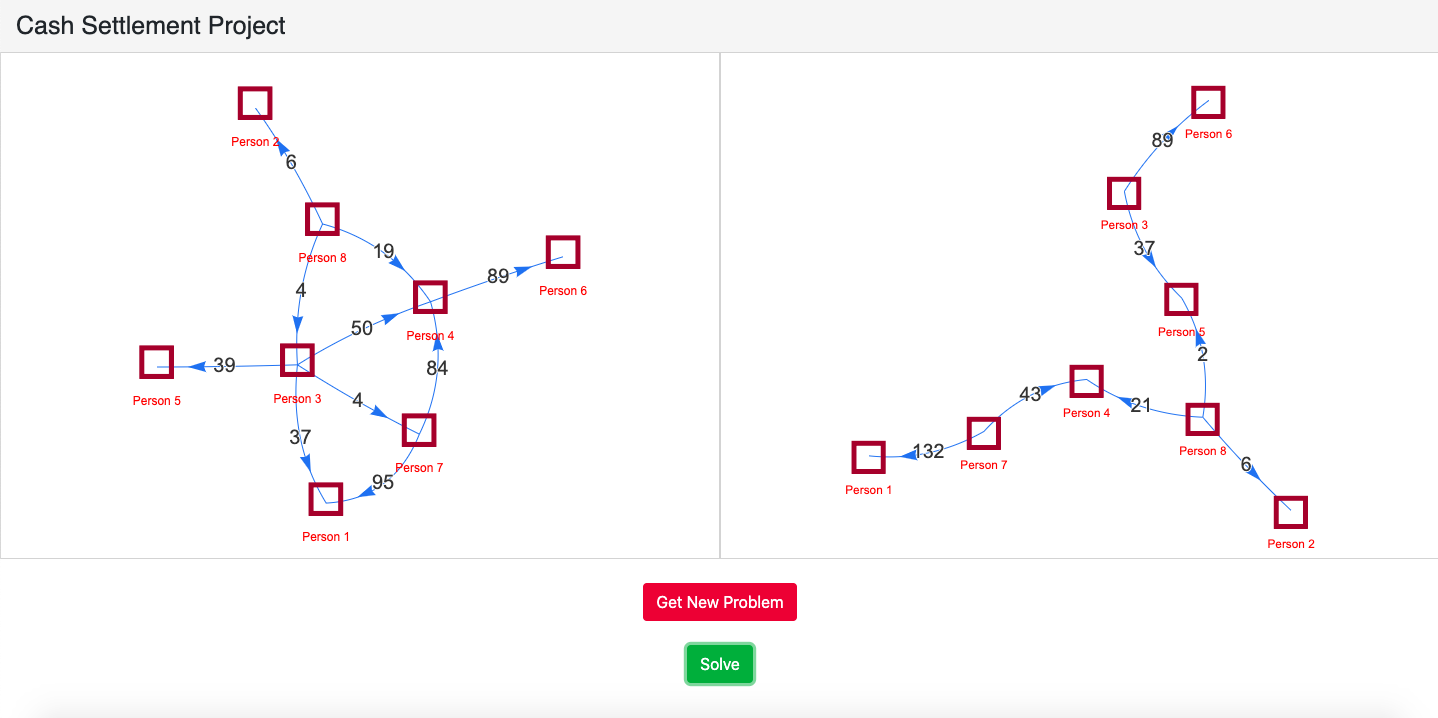 Cash Settlement Project
Person 2
6
Person 8
19
4
89
Person 6
50
Person 4
39
Person 5
Person 3
4
84
37
Person 7
95
Person 1
Person 6
89
Person 3
37
Person 5
2
43
Person 4
21
132
Person 7
Person 8
6
Person 1
Person 2
Get New Problem
Solve